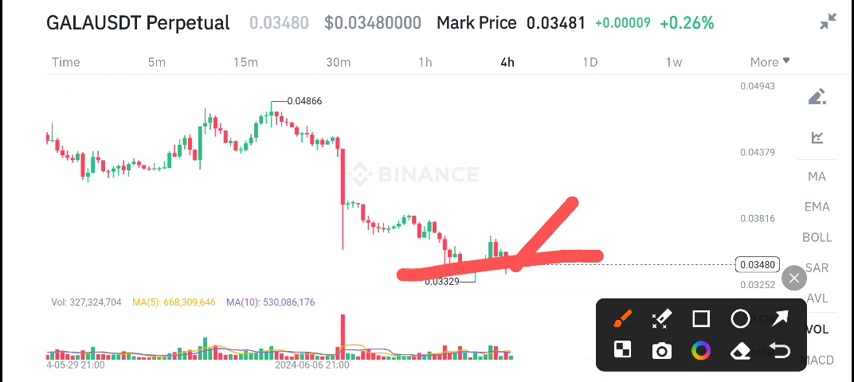 GALAUSDT Perpetual 0.03480 $0.03480000 Mark Price 0.03481 +0.00009 +0.26%
Time 5m 15m 30m 1h 4h 1D 1w More
0.04943
0.04866
0.04379
BINANCE
MA
EMA
0.03816
BOLL
0.03480
SAR
0.03329
0.03252
AVL
Vol: 327,324,704 MA(5): 668,309,646 MA(10): 530,086,176
VOL
MACD
4-05-29 21:00 2024-06-06 21:00